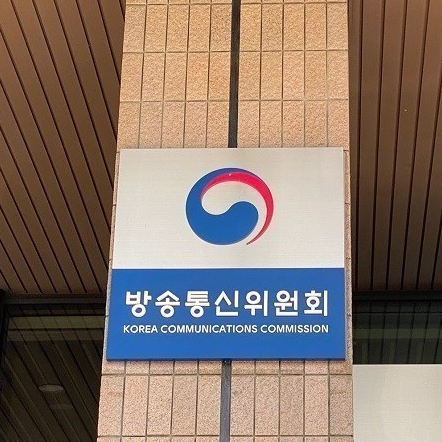 방송통신위원회
KOREA COMMUNICATIONS COMMISSION